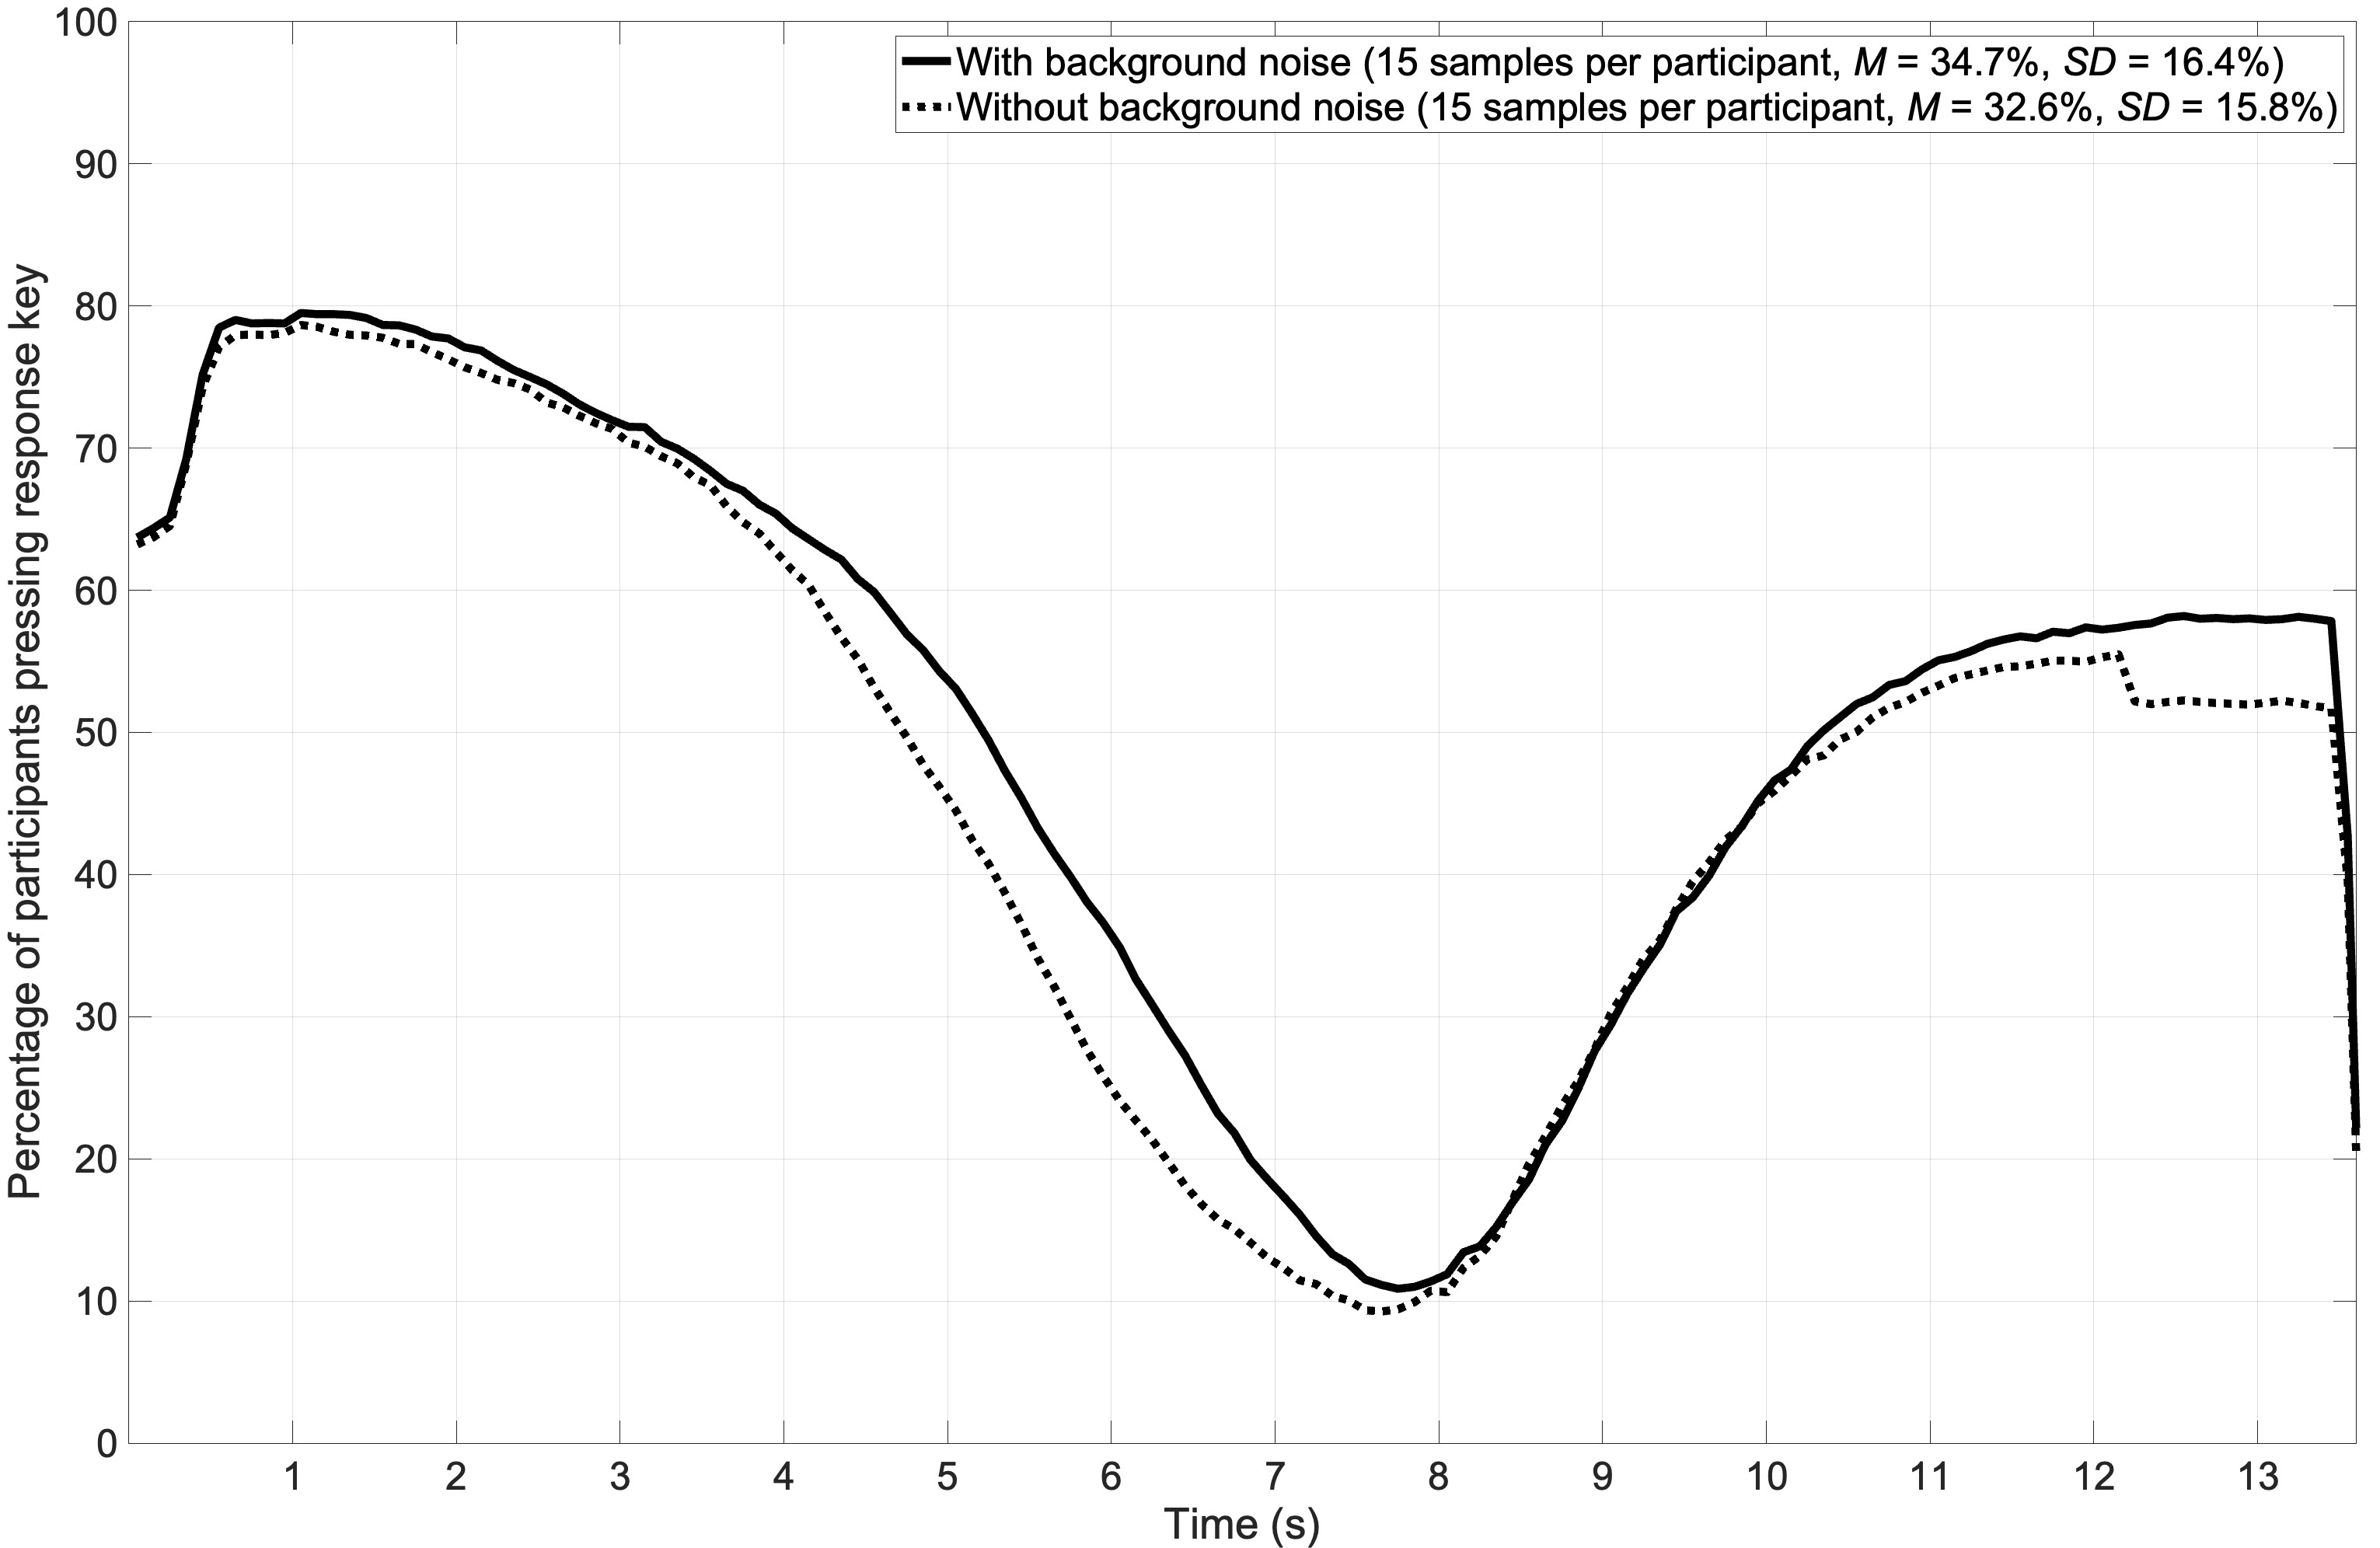 100
90
80
70
60
50
40
30
20
10
0
Percentage of participants pressing response key
With background noise (15 samples per participant, M = 34.7%, SD = 16.4%)
Without background noise (15 samples per participant, M = 32.6%, SD = 15.8%)
1 2 3 4 5 6 7 8 9 10 11 12 13
Time (s)